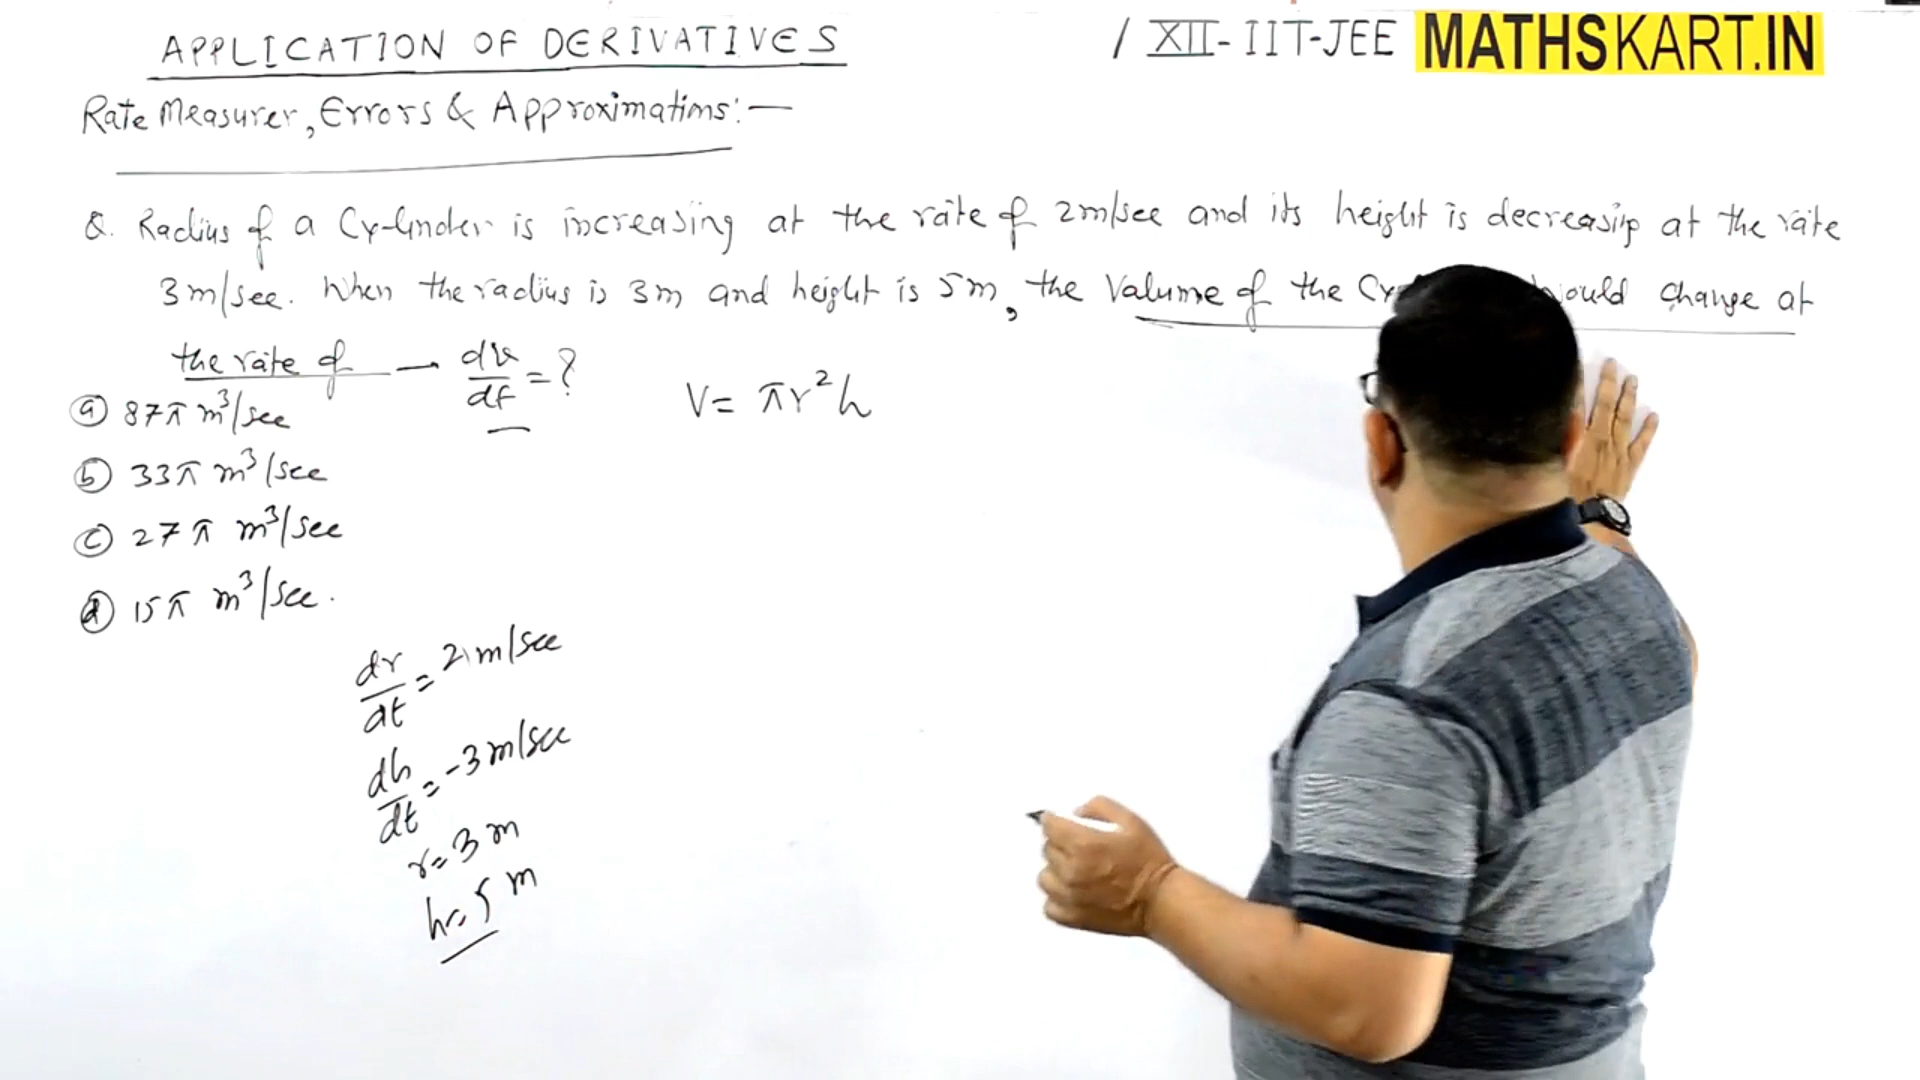 APPLICATION OF DERIVATIVES / XII - IIT-JEE MATHSKART.IN
Rate Measurer, Errors & Approximations:—
Q. Radius of a Cylinder is increasing at the rate of 2m/sec and its height is decreasing at the rate
3m/sec. When the radius is 3m and height is 5m, the Volume of the would change at
the rate of — dv/dt = ?
V = πr²h
(a) 87π m³/sec
(b) 33π m³/sec
(c) 27π m³/sec
(d) 15π m³/sec.
dr/dt = 2m/sec
dh/dt = -3m/sec
r = 3m
h = 5m